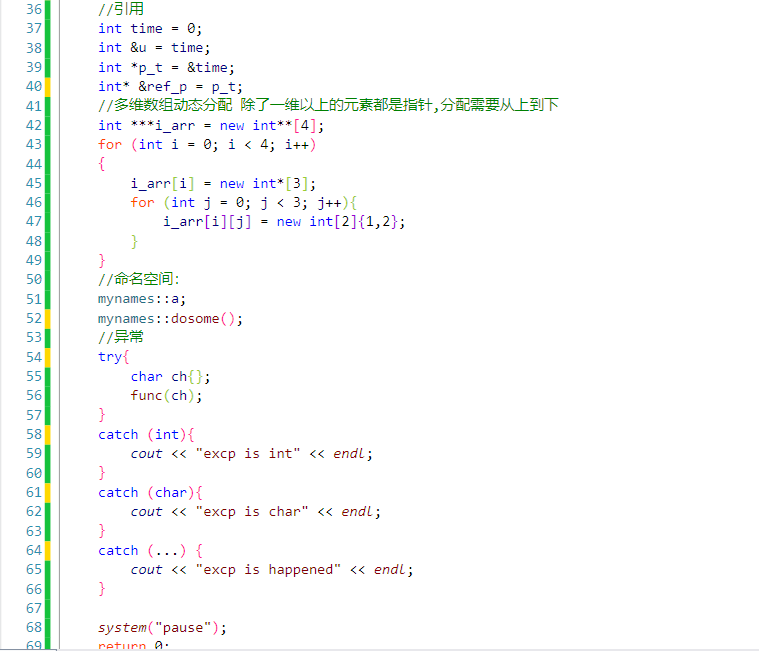 36 //引用
37 int time = 0;
38 int &u = time;
39 int *p_t = &time;
40 int* &ref_p = p_t;
41 //多维数组动态分配 除了一维以上的元素都是指针,分配需要从上到下
42 int ***i_arr = new int**[4];
43 for (int i = 0; i < 4; i++)
44 {
45 i_arr[i] = new int*[3];
46 for (int j = 0; j < 3; j++){
47 i_arr[i][j] = new int[2]{1,2};
48 }
49 }
50 //命名空间:
51 mynames::a;
52 mynames::dosome();
53 //异常
54 try{
55 char ch{};
56 func(ch);
57 }
58 catch (int){
59 cout << "excp is int" << endl;
60 }
61 catch (char){
62 cout << "excp is char" << endl;
63 }
64 catch (...) {
65 cout << "excp is happened" << endl;
66 }
67
68 system("pause");
69 return 0;